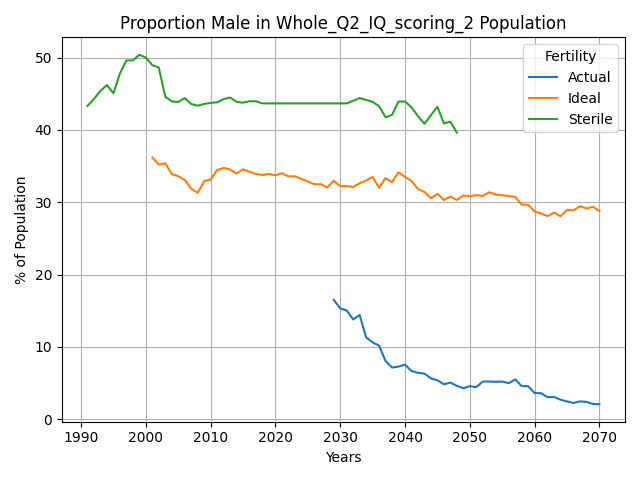 Proportion Male in Whole_Q2_IQ_scoring_2 Population
% of Population
50
40
30
20
10
0
Fertility
Actual
Ideal
Sterile
1990 2000 2010 2020 2030 2040 2050 2060 2070
Years